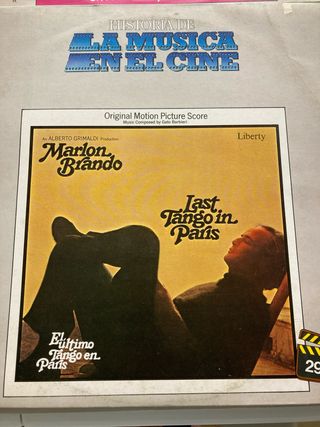 HISTORIA DE
LA MUSICA
EN EL CINE
Original Motion Picture Score
Music Composed by Gato Barbieri
An ALBERTO GRIMALDI Production
Liberty
Marlon
Brando
Last
Tango in
Paris
El
último
Tango en
París
29